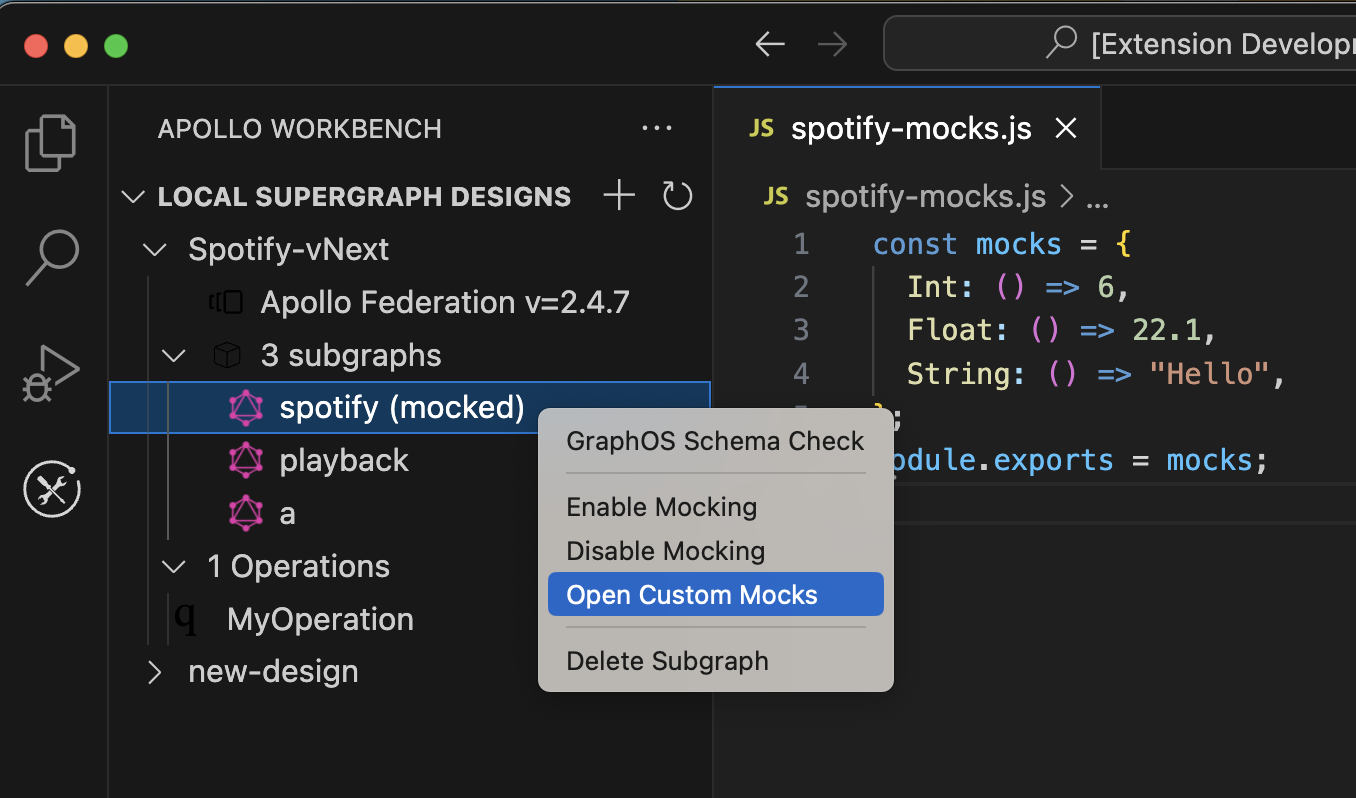 [Extension Developm
APOLLO WORKBENCH
...
LOCAL SUPERGRAPH DESIGNS
Spotify-vNext
Apollo Federation v=2.4.7
3 subgraphs
spotify (mocked)
playback
a
1 Operations
q MyOperation
new-design
GraphOS Schema Check
Enable Mocking
Disable Mocking
Open Custom Mocks
Delete Subgraph
JS spotify-mocks.js
JS spotify-mocks.js > ...
1 const mocks = {
2 Int: () => 6,
3 Float: () => 22.1,
4 String: () => "Hello",
};
odule.exports = mocks;